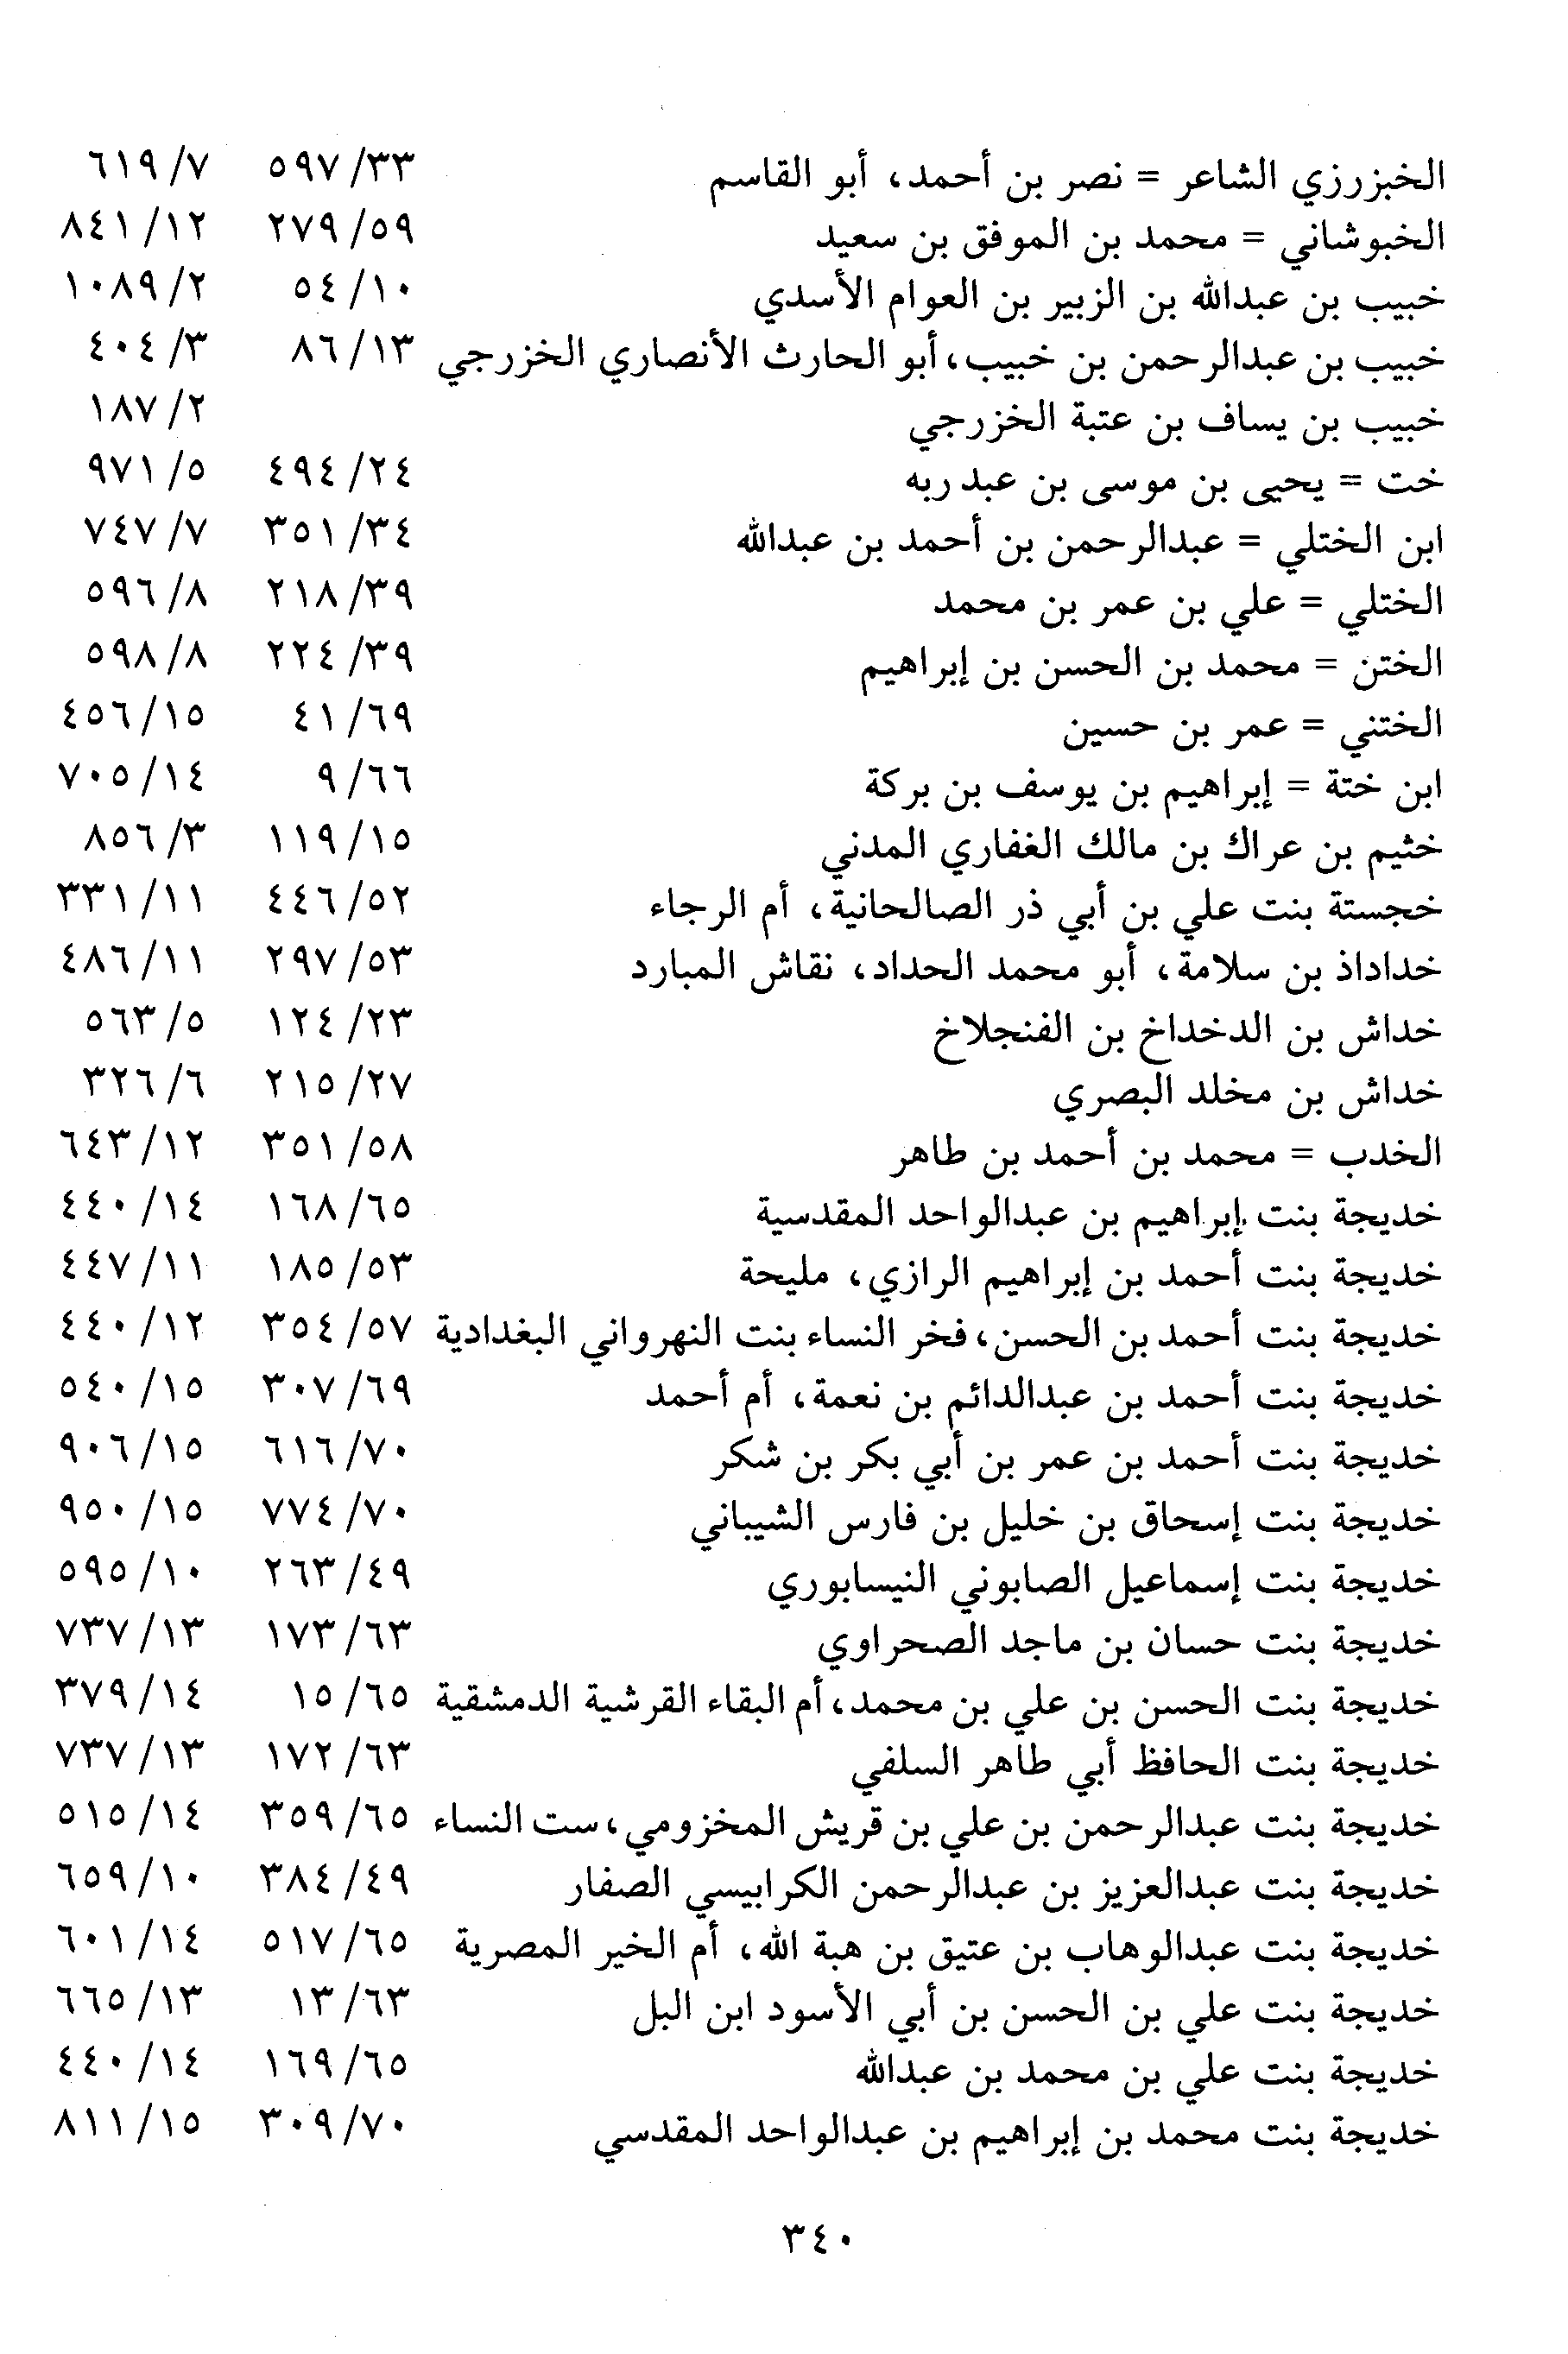 الخبزرزي الشاعر = نصر بن أحمد، أبو القاسم ٣٣/ ٥٩٧ ٧/ ٦١٩
الخبوشاني = محمد بن الموفق بن سعيد ٥٩/ ٢٧٩ ١٢/ ٨٤١
خبيب بن عبدالله بن الزبير بن العوام الأسدي ١٠/ ٥٤ ٢/ ١٠٨٩
خبيب بن عبدالرحمن بن خبيب، أبو الحارث الأنصاري الخزرجي ١٣/ ٨٦ ٣/ ٤٠٤
خبيب بن يساف بن عتبة الخزرجي ٢/ ١٨٧
خت = يحيى بن موسى بن عبد ربه ٢٤/ ٤٩٤ ٥/ ٩٧١
ابن الختلي = عبدالرحمن بن أحمد بن عبدالله ٣٤/ ٣٥١ ٧/ ٧٤٧
الختلي = علي بن عمر بن محمد ٣٩/ ٢١٨ ٨/ ٥٩٦
الختن = محمد بن الحسن بن إبراهيم ٣٩/ ٢٢٤ ٨/ ٥٩٨
الختني = عمر بن حسين ٦٩/ ٤١ ١٥/ ٤٥٦
ابن ختة = إبراهيم بن يوسف بن بركة ٦٦/ ٩ ١٤/ ٧٠٥
خثيم بن عراك بن مالك الغفاري المدني ١٥/ ١١٩ ٣/ ٨٥٦
خجستة بنت علي بن أبي ذر الصالحانية، أم الرجاء ٥٢/ ٤٤٦ ١١/ ٣٣١
خداداذ بن سلامة، أبو محمد الحداد، نقاش المبارد ٥٣/ ٢٩٧ ١١/ ٤٨٦
خداش بن الدخداخ بن الفنجلاخ ٢٣/ ١٢٤ ٥/ ٥٦٣
خداش بن مخلد البصري ٢٧/ ٢١٥ ٦/ ٣٢٦
الخدب = محمد بن أحمد بن طاهر ٥٨/ ٣٥١ ١٢/ ٦٤٣
خديجة بنت إبراهيم بن عبدالواحد المقدسية ٦٥/ ١٦٨ ١٤/ ٤٤٠
خديجة بنت أحمد بن إبراهيم الرازي، مليحة ٥٣/ ١٨٥ ١١/ ٤٤٧
خديجة بنت أحمد بن الحسن، فخر النساء بنت النهرواني البغدادية ٥٧/ ٣٥٤ ١٢/ ٤٤٠
خديجة بنت أحمد بن عبدالدائم بن نعمة، أم أحمد ٦٩/ ٣٠٧ ١٥/ ٥٤٠
خديجة بنت أحمد بن عمر بن أبي بكر بن شكر ٧٠/ ٦١٦ ١٥/ ٩٠٦
خديجة بنت إسحاق بن خليل بن فارس الشيباني ٧٠/ ٧٧٤ ١٥/ ٩٥٠
خديجة بنت إسماعيل الصابوني النيسابوري ٤٩/ ٢٦٣ ١٠/ ٥٩٥
خديجة بنت حسان بن ماجد الصحراوي ٦٣/ ١٧٣ ١٣/ ٧٣٧
خديجة بنت الحسن بن علي بن محمد، أم البقاء القرشية الدمشقية ٦٥/ ١٥ ١٤/ ٣٧٩
خديجة بنت الحافظ أبي طاهر السلفي ٦٣/ ١٧٢ ١٣/ ٧٣٧
خديجة بنت عبدالرحمن بن علي بن قريش المخزومي، ست النساء ٦٥/ ٣٥٩ ١٤/ ٥١٥
خديجة بنت عبدالعزيز بن عبدالرحمن الكرابيسي الصفار ٤٩/ ٣٨٤ ١٠/ ٦٥٩
خديجة بنت عبدالوهاب بن عتيق بن هبة الله، أم الخير المصرية ٦٥/ ٥١٧ ١٤/ ٦٠١
خديجة بنت علي بن الحسن بن أبي الأسود ابن البل ٦٣/ ١٣ ١٣/ ٦٦٥
خديجة بنت علي بن محمد بن عبدالله ٦٥/ ١٦٩ ١٤/ ٤٤٠
خديجة بنت محمد بن إبراهيم بن عبدالواحد المقدسي ٧٠/ ٣٠٩ ١٥/ ٨١١
٣٤٠